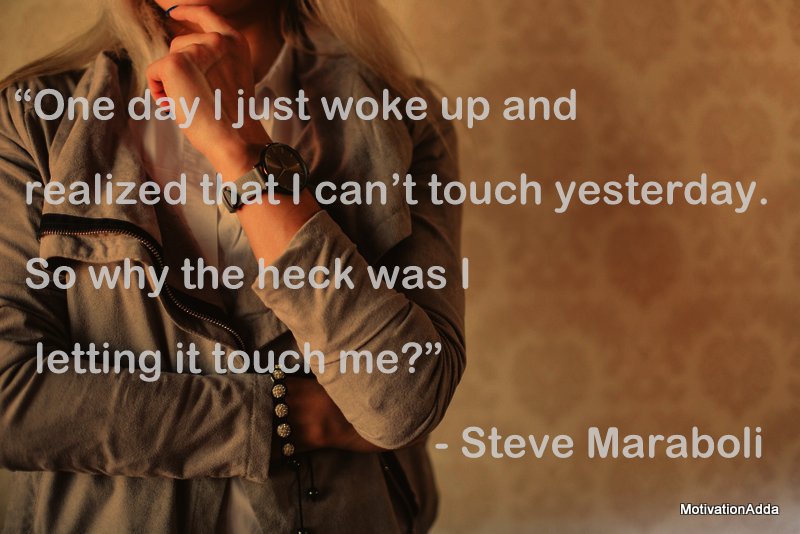 “One day I just woke up and
realized that I can’t touch yesterday.
So why the heck was I
letting it touch me?”
- Steve Maraboli
MotivationAdda